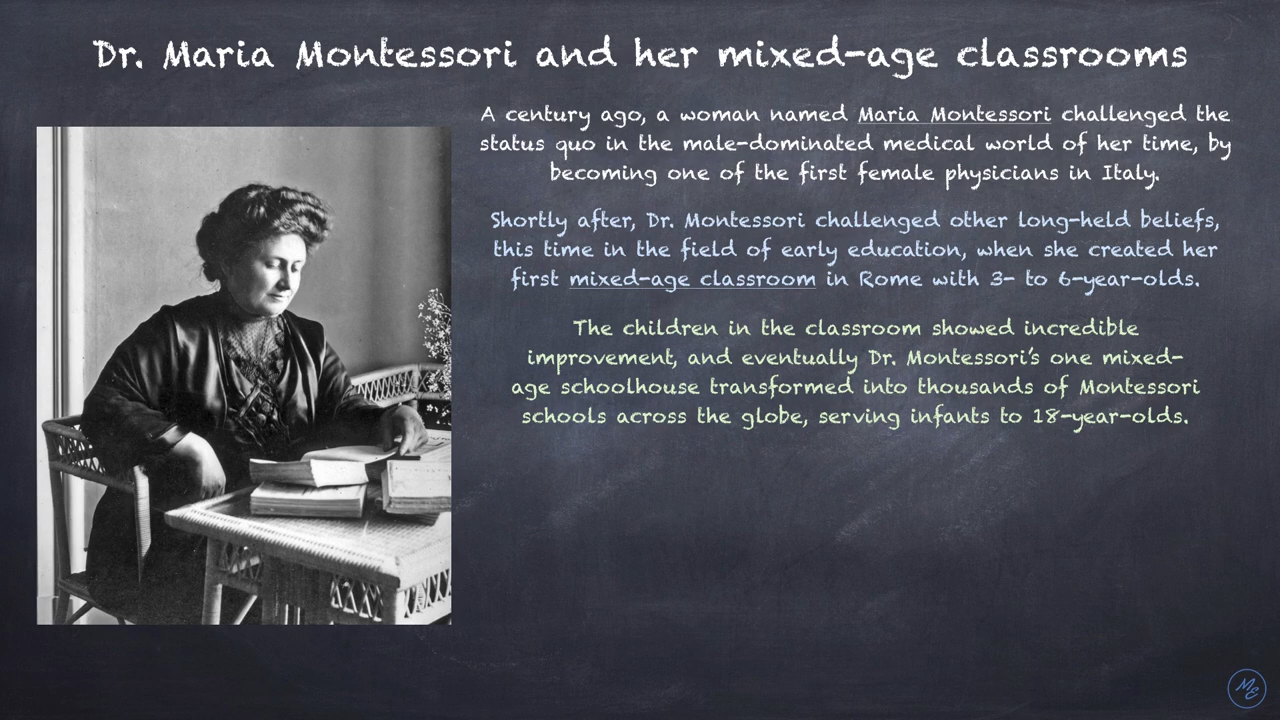 Dr. Maria Montessori and her mixed-age classrooms
A century ago, a woman named Maria Montessori challenged the
status quo in the male-dominated medical world of her time, by
becoming one of the first female physicians in Italy.
Shortly after, Dr. Montessori challenged other long-held beliefs,
this time in the field of early education, when she created her
first mixed-age classroom in Rome with 3- to 6-year-olds.
The children in the classroom showed incredible
improvement, and eventually Dr. Montessori's one mixed-
age schoolhouse transformed into thousands of Montessori
schools across the globe, serving infants to 18-year-olds.
ME